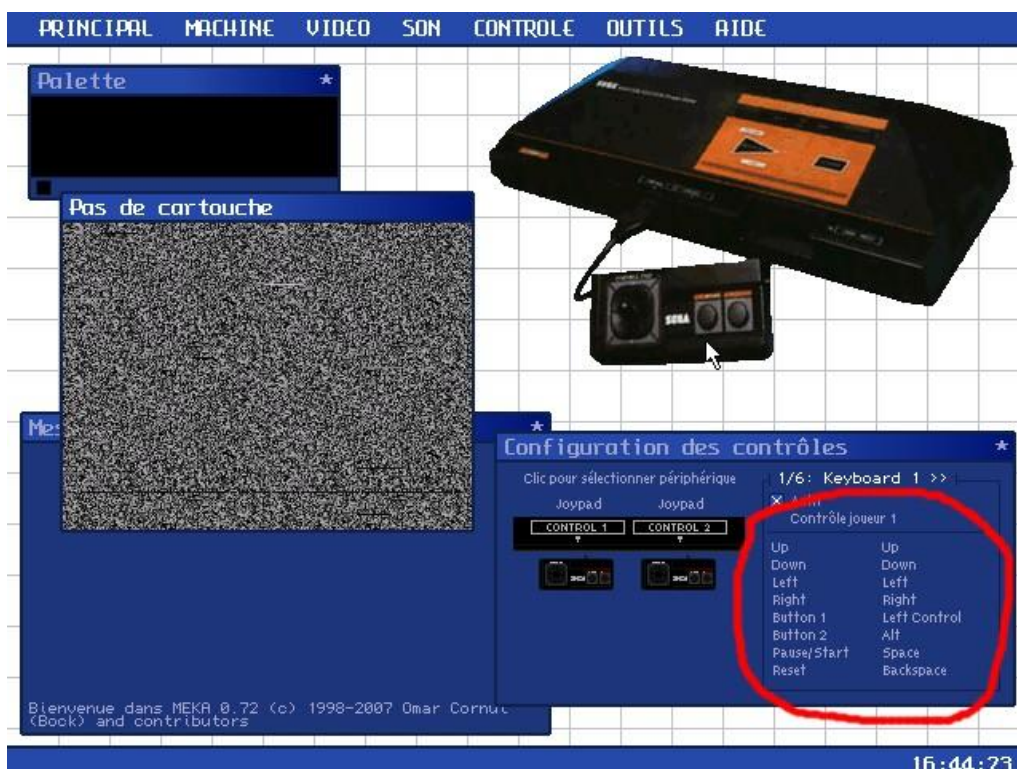 PRINCIPAL MACHINE VIDEO SON CONTROLE OUTILS AIDE
Palette *
Pas de cartouche
SEGA
*
Configuration des contrôles *
Clic pour sélectionner périphérique
Joypad Joypad
CONTROL 1 CONTROL 2
1/6: Keyboard 1 >>
Contrôle joueur 1
Up Up
Down Down
Left Left
Right Right
Button 1 Left Control
Button 2 Alt
Pause/Start Space
Reset Backspace
Bienvenue dans MEKA 0.72 (c) 1998-2007 Omar Cornut
(Bock) and contributors
16:44:23